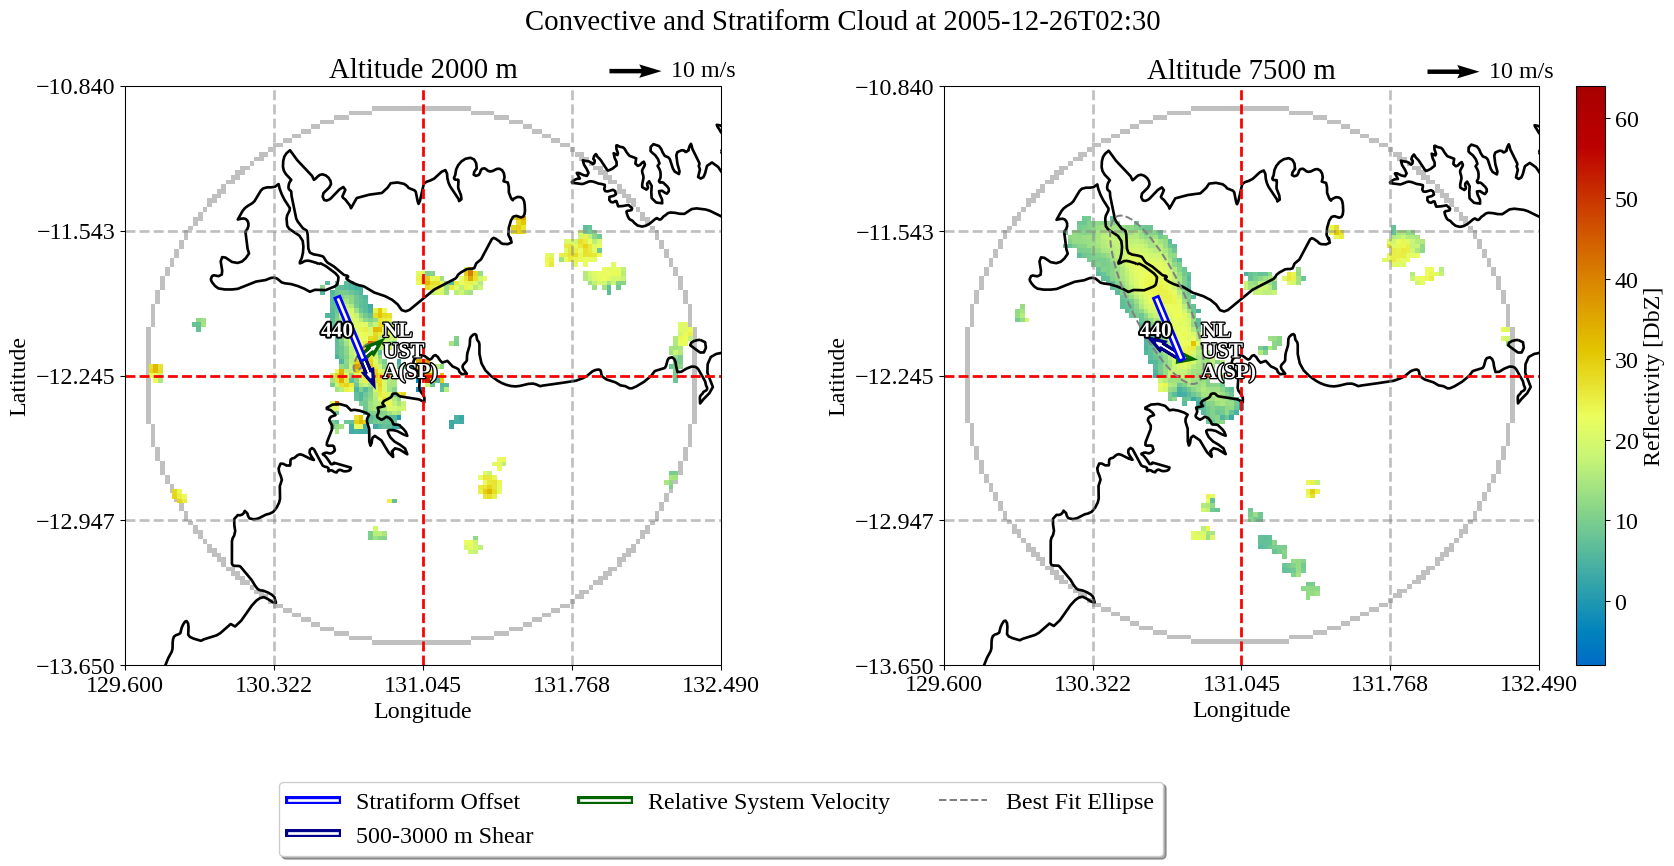 Convective and Stratiform Cloud at 2005-12-26T02:30
Altitude 2000 m
10 m/s
−10.840
−11.543
−12.245
−12.947
−13.650
Latitude
129.600
130.322
131.045
131.768
132.490
Longitude
440
NL
UST
A(SP)
Altitude 7500 m
10 m/s
−10.840
−11.543
−12.245
−12.947
−13.650
Latitude
129.600
130.322
131.045
131.768
132.490
Longitude
440
NL
UST
A(SP)
60
50
40
30
20
10
0
Reflectivity [DbZ]
Stratiform Offset
500-3000 m Shear
Relative System Velocity
Best Fit Ellipse